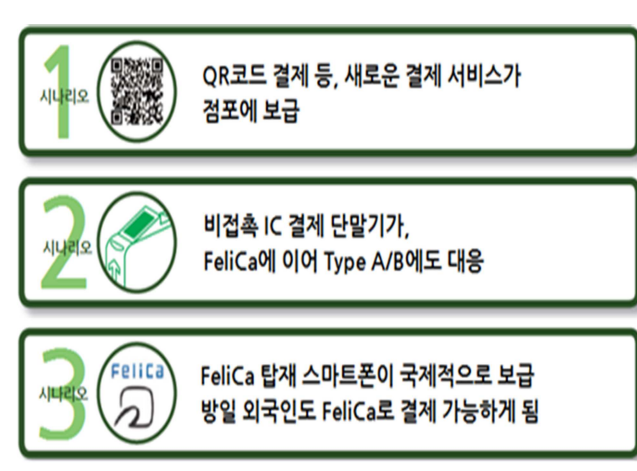 1
시나리오
QR코드 결제 등, 새로운 결제 서비스가
점포에 보급
2
시나리오
비접촉 IC 결제 단말기가,
FeliCa에 이어 Type A/B에도 대응
3
시나리오
FeliCa
FeliCa 탑재 스마트폰이 국제적으로 보급
방일 외국인도 FeliCa로 결제 가능하게 됨